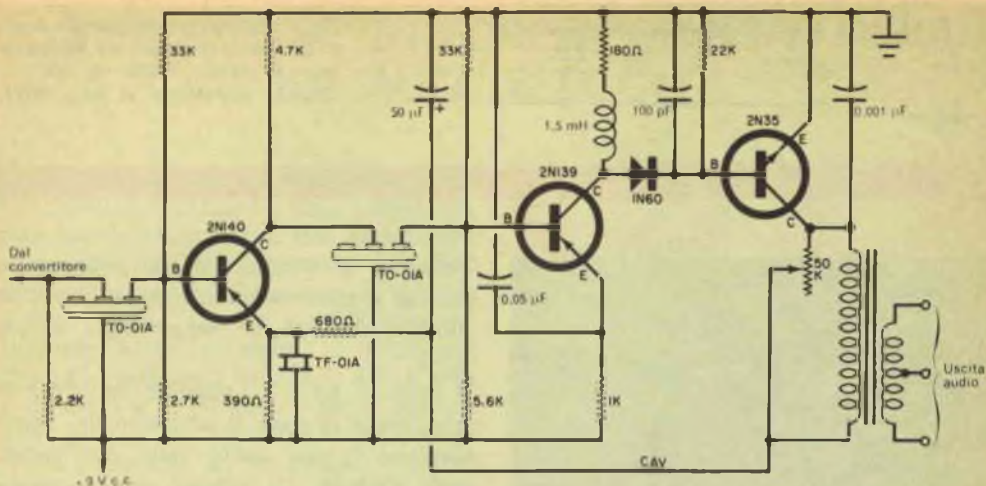 33K
4.7K
33K
50 µF
+
180Ω
1,5 mH
100 pF
22K
0,001 µF
2N140
C
B
E
2N139
C
B
E
1N60
2N35
B
E
C
Dal
convertitore
TO-01A
TO-01A
0,05 µF
50
K
680Ω
TF-01A
2.2K
2.7K
390Ω
5.6K
1K
CAV
Uscita
audio